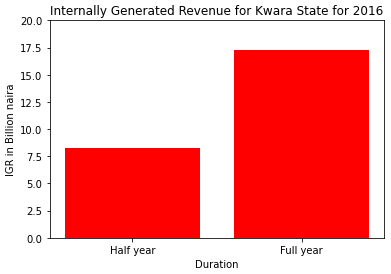 Internally Generated Revenue for Kwara State for 2016
20.0
17.5
15.0
12.5
10.0
7.5
5.0
2.5
0.0
IGR in Billion naira
Half year
Full year
Duration